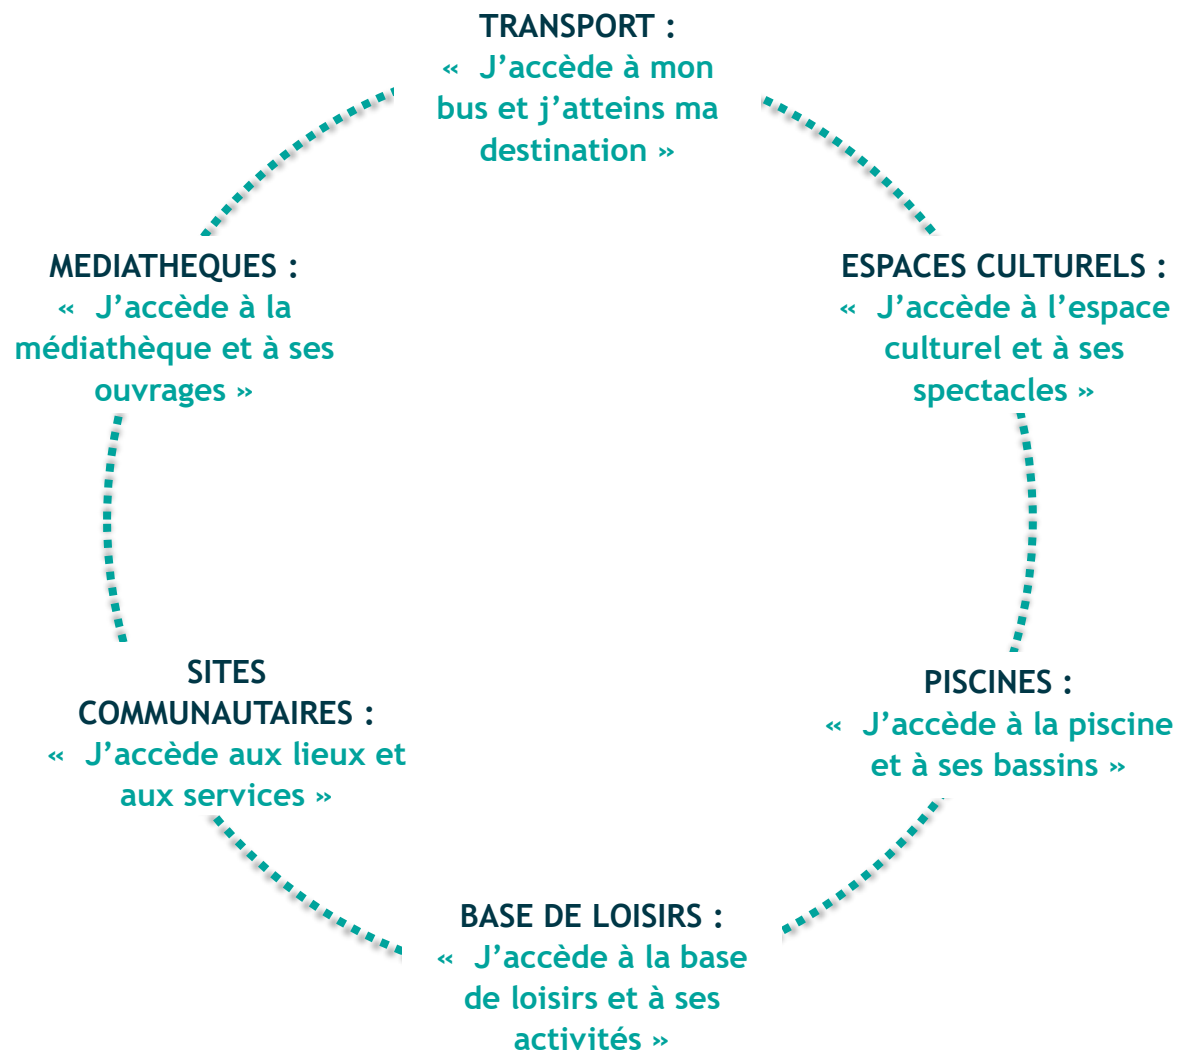 TRANSPORT :
«  J’accède à mon
bus et j’atteins ma
destination »
MEDIATHEQUES :
«  J’accède à la
médiathèque et à ses
ouvrages »
ESPACES CULTURELS :
«  J’accède à l’espace
culturel et à ses
spectacles »
SITES
COMMUNAUTAIRES :
«  J’accède aux lieux et
aux services »
PISCINES :
«  J’accède à la piscine
et à ses bassins »
BASE DE LOISIRS :
«  J’accède à la base
de loisirs et à ses
activités »